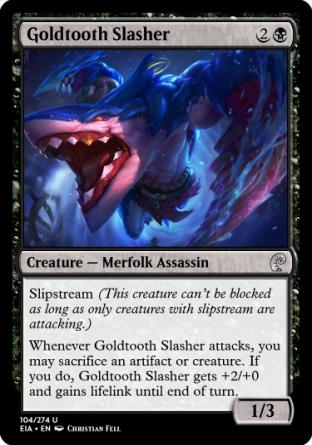 Goldtooth Slasher 2
Creature — Merfolk Assassin
Slipstream (This creature can't be blocked
as long as only creatures with slipstream are
attacking.)
Whenever Goldtooth Slasher attacks, you
may sacrifice an artifact or creature. If
you do, Goldtooth Slasher gets +2/+0
and gains lifelink until end of turn.
1/3
104/274 U
EIA • EN Christian Fell